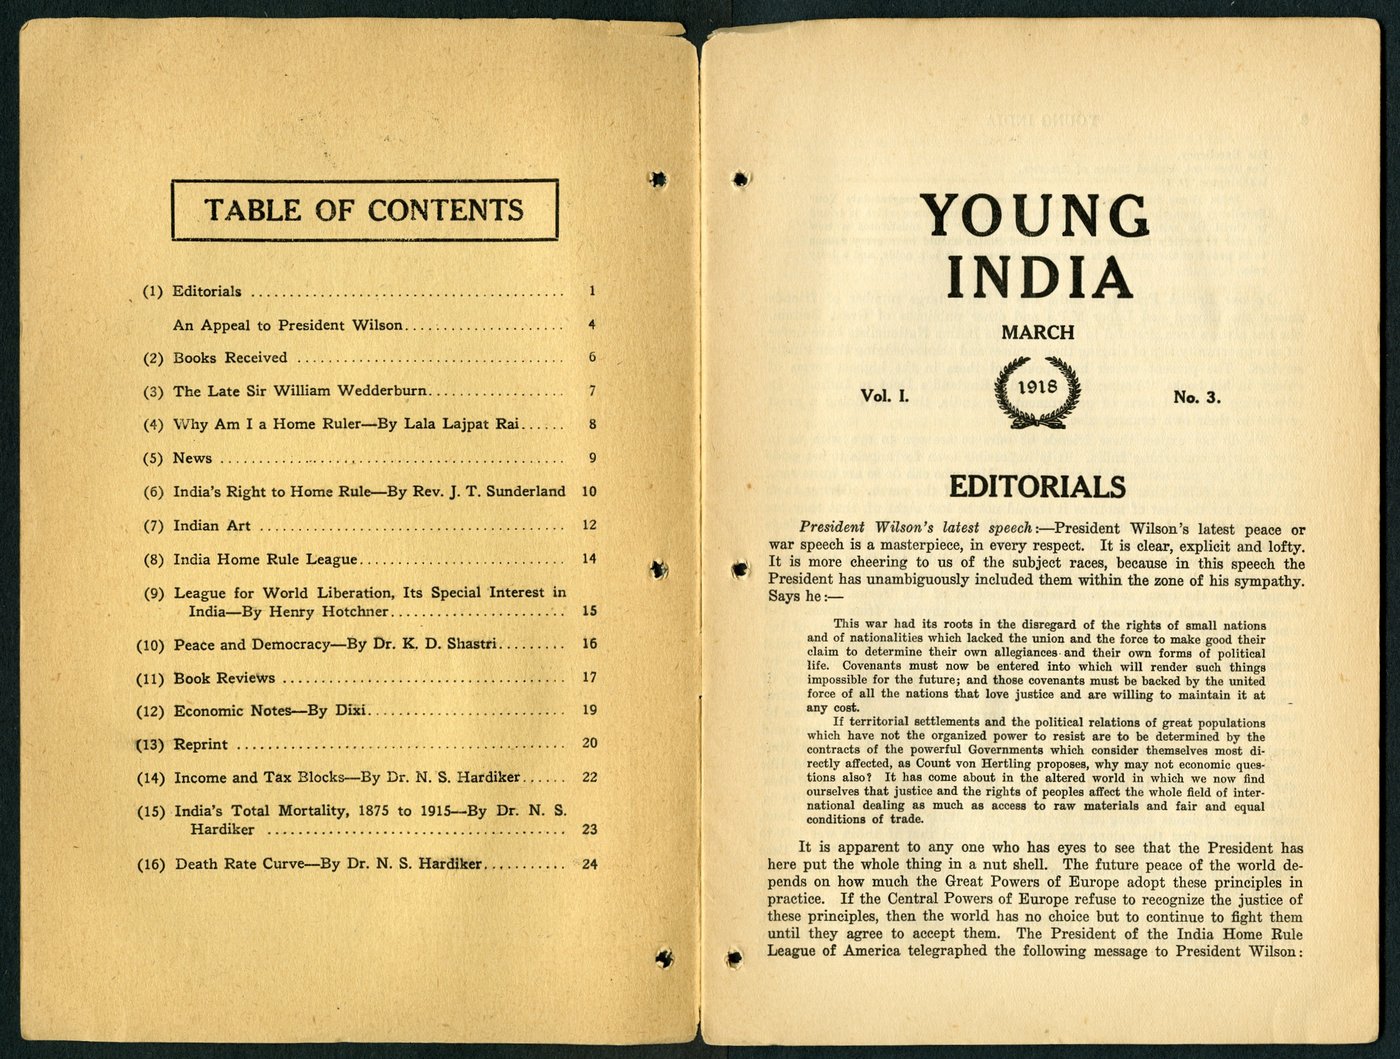 TABLE OF CONTENTS
(1) Editorials ........................................ 1
An Appeal to President Wilson..................... 4
(2) Books Received .................................. 6
(3) The Late Sir William Wedderburn.................. 7
(4) Why Am I a Home Ruler—By Lala Lajpat Rai...... 8
(5) News ............................................ 9
(6) India's Right to Home Rule—By Rev. J. T. Sunderland 10
(7) Indian Art ....................................... 12
(8) India Home Rule League........................... 14
(9) League for World Liberation, Its Special Interest in
India—By Henry Hotchner....................... 15
(10) Peace and Democracy—By Dr. K. D. Shastri......... 16
(11) Book Reviews .................................... 17
(12) Economic Notes—By Dixi.......................... 19
(13) Reprint .......................................... 20
(14) Income and Tax Blocks—By Dr. N. S. Hardiker...... 22
(15) India's Total Mortality, 1875 to 1915—By Dr. N. S.
Hardiker ...................................... 23
(16) Death Rate Curve—By Dr. N. S. Hardiker........... 24
YOUNG
INDIA
MARCH
Vol. I. 1918 No. 3.
EDITORIALS
President Wilson's latest speech:—President Wilson's latest peace or
war speech is a masterpiece, in every respect. It is clear, explicit and lofty.
It is more cheering to us of the subject races, because in this speech the
President has unambiguously included them within the zone of his sympathy.
Says he:—
This war had its roots in the disregard of the rights of small nations
and of nationalities which lacked the union and the force to make good their
claim to determine their own allegiances and their own forms of political
life. Covenants must now be entered into which will render such things
impossible for the future; and those covenants must be backed by the united
force of all the nations that love justice and are willing to maintain it at
any cost.
If territorial settlements and the political relations of great populations
which have not the organized power to resist are to be determined by the
contracts of the powerful Governments which consider themselves most di-
rectly affected, as Count von Hertling proposes, why may not economic ques-
tions also? It has come about in the altered world in which we now find
ourselves that justice and the rights of peoples affect the whole field of inter-
national dealing as much as access to raw materials and fair and equal
conditions of trade.
It is apparent to any one who has eyes to see that the President has
here put the whole thing in a nut shell. The future peace of the world de-
pends on how much the Great Powers of Europe adopt these principles in
practice. If the Central Powers of Europe refuse to recognize the justice of
these principles, then the world has no choice but to continue to fight them
until they agree to accept them. The President of the India Home Rule
League of America telegraphed the following message to President Wilson: